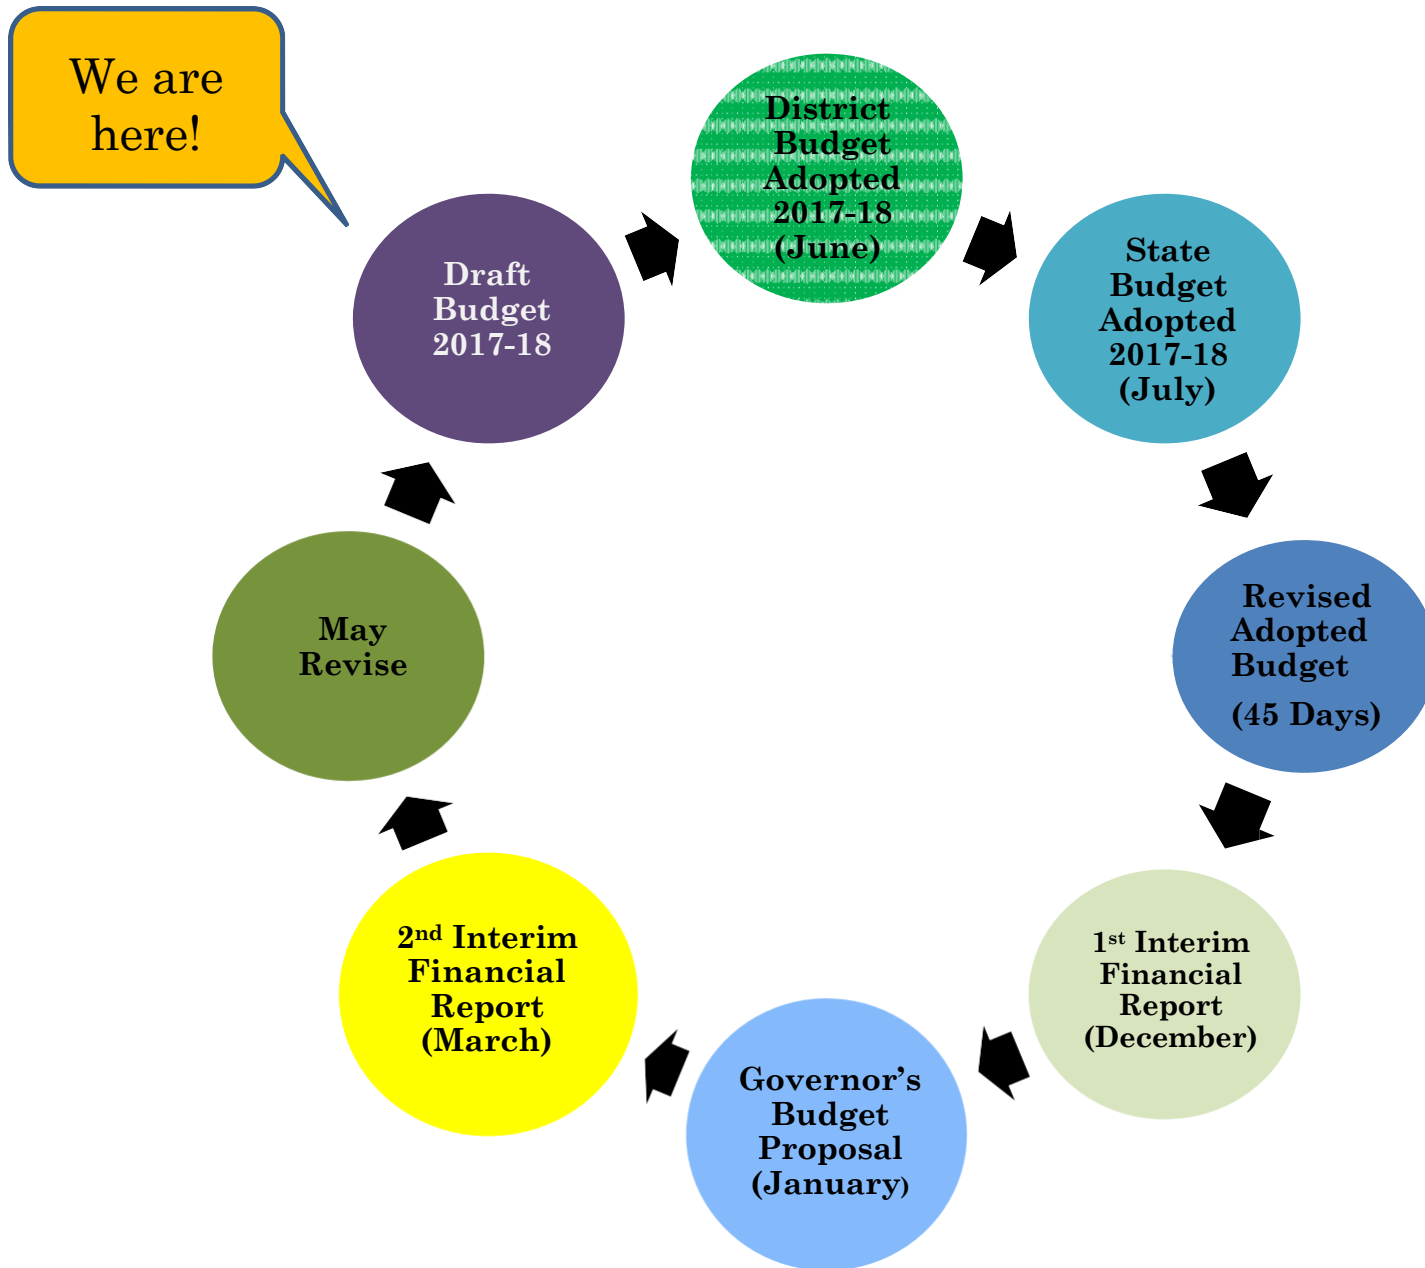 We are
here!
District
Budget
Adopted
2017-18
(June)
State
Budget
Adopted
2017-18
(July)
Revised
Adopted
Budget
(45 Days)
1st Interim
Financial
Report
(December)
Governor’s
Budget
Proposal
(January)
2nd Interim
Financial
Report
(March)
May
Revise
Draft
Budget
2017-18